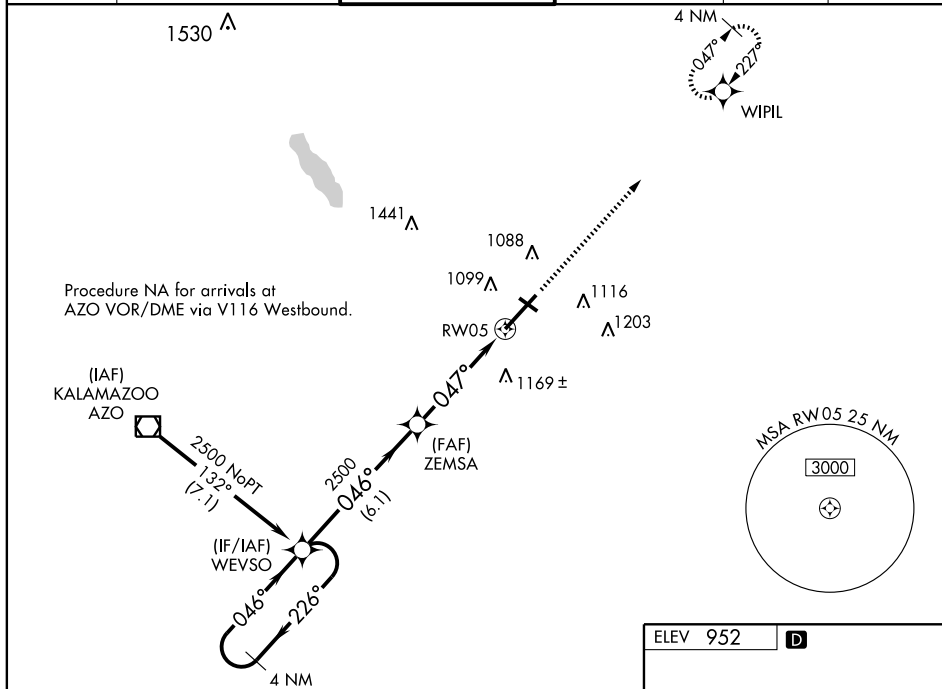 1530
4 NM
047°
227°
WIPIL
1441
1088
1099
1116
1203
Procedure NA for arrivals at
AZO VOR/DME via V116 Westbound.
RW05
1169 ±
(IAF)
KALAMAZOO
AZO
047°
(FAF)
ZEMSA
2500 NoPT
132°
(7.1)
2500
046°
(6.1)
MSA RW05 25 NM
3000
(IF/IAF)
WEVSO
046°
226°
4 NM
ELEV 952
D